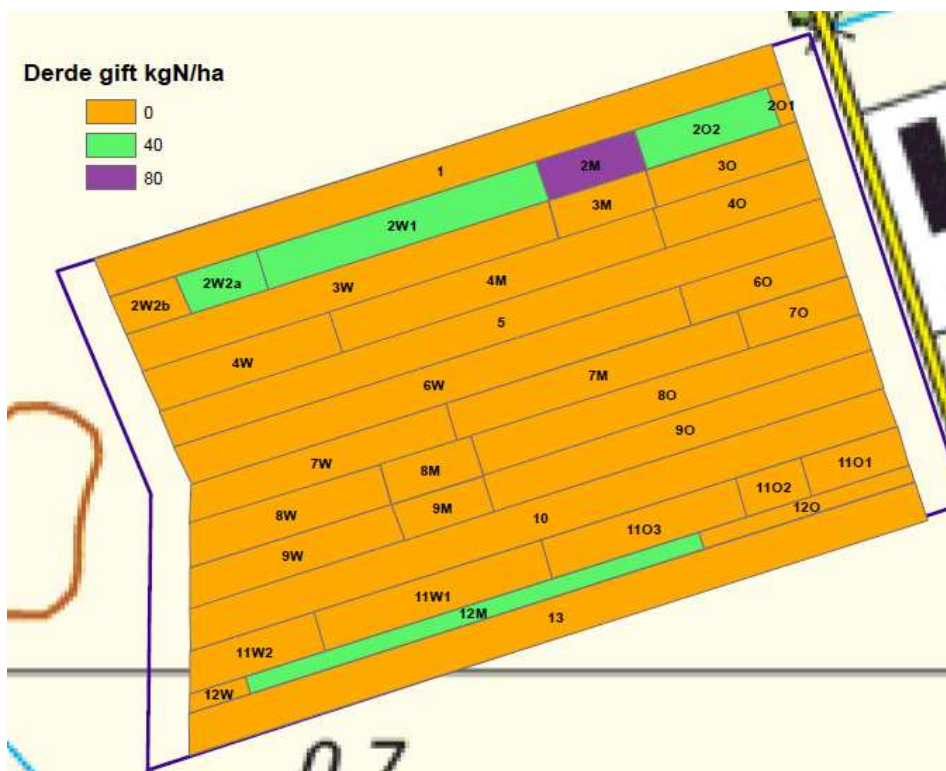 Derde gift kgN/ha
0
40
80
1
2O1
2O2
2M
2W1
2W2a
2W2b
3O
3M
3W
4O
4M
4W
5
6O
6W
7O
7M
7W
8O
8M
8W
9O
9M
9W
10
11O1
11O2
11O3
11W1
11W2
12O
12M
12W
13